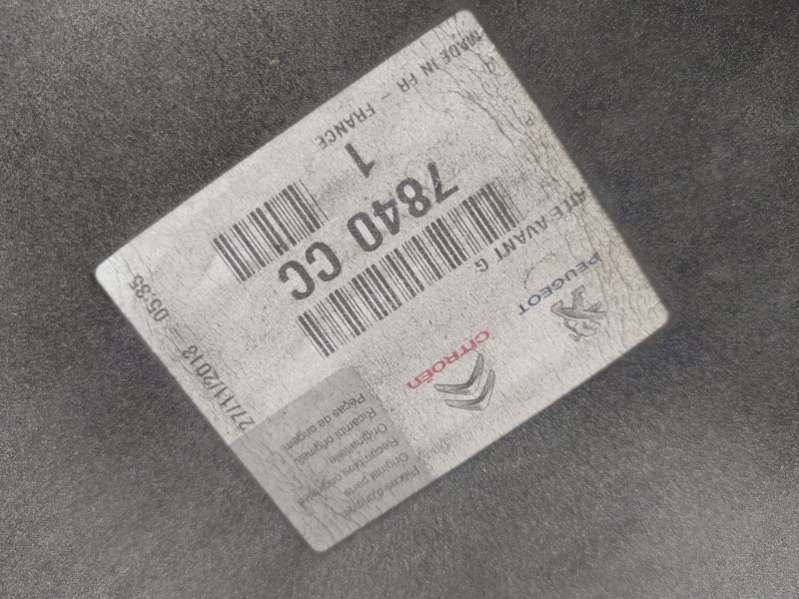 PEUGEOT
CITROËN
Pièces d'origine
Original parts
Recambios originales
Originalteile
Ricambi originali
Peças de origem
AILE AVANT G
7840 CC
1
MADE IN FR - FRANCE
27/11/2013 - 05:35